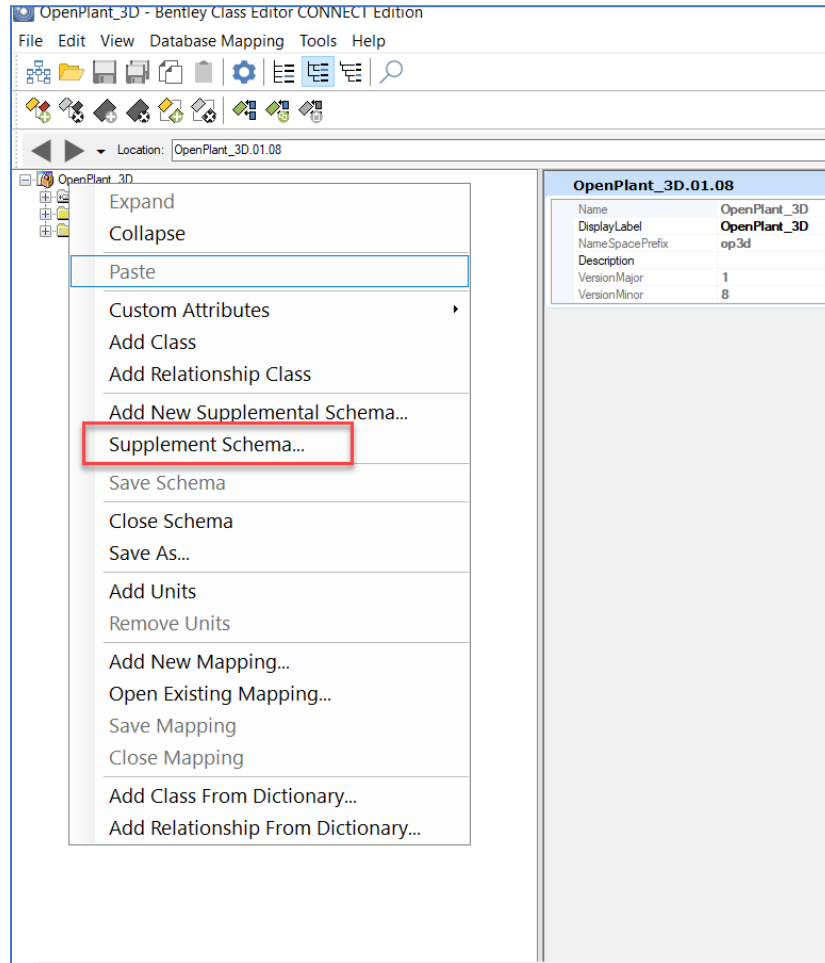 OpenPlant_3D - Bentley Class Editor CONNECT Edition
File Edit View Database Mapping Tools Help
Location: OpenPlant_3D.01.08
OpenPlant_3D
Expand
Collapse
Paste
Custom Attributes
Add Class
Add Relationship Class
Add New Supplemental Schema...
Supplement Schema...
Save Schema
Close Schema
Save As...
Add Units
Remove Units
Add New Mapping...
Open Existing Mapping...
Save Mapping
Close Mapping
Add Class From Dictionary...
Add Relationship From Dictionary...
OpenPlant_3D.01.08
Name OpenPlant_3D
DisplayLabel OpenPlant_3D
NameSpacePrefix op3d
Description
VersionMajor 1
VersionMinor 8